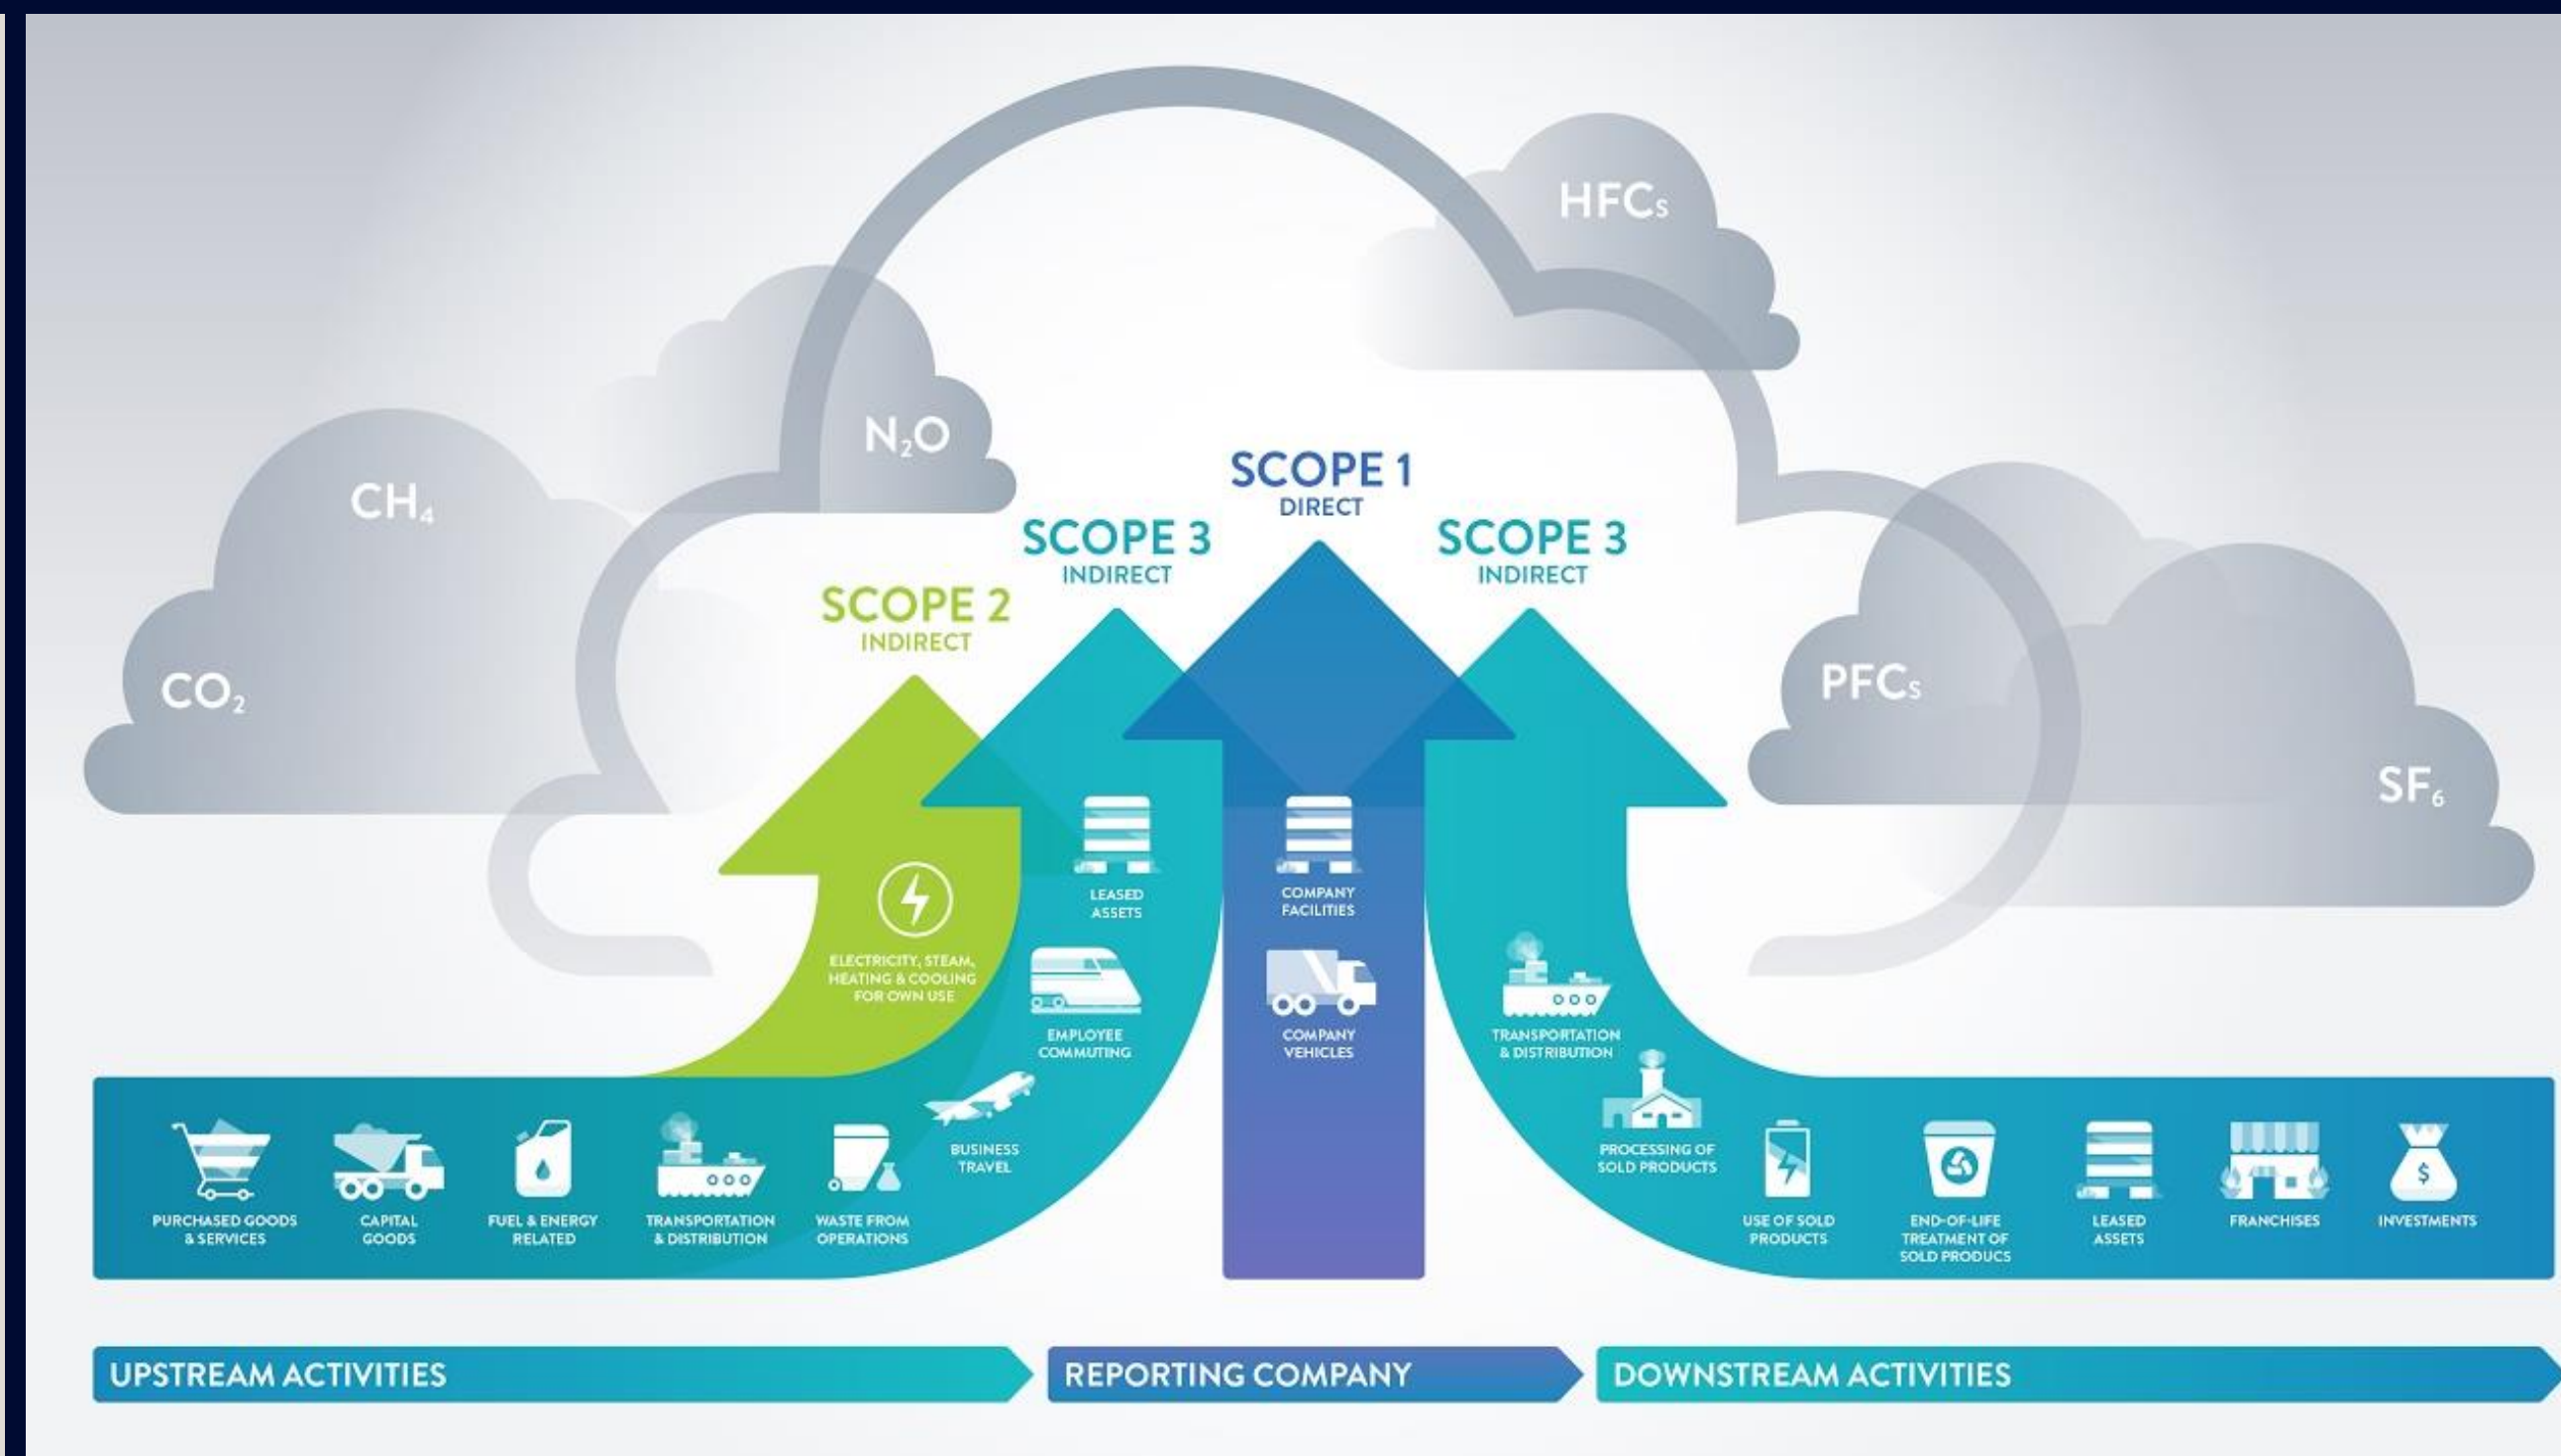 HFCs
N₂O
CH₄
CO₂
PFCs
SF₆
SCOPE 1
DIRECT
SCOPE 3
INDIRECT
SCOPE 3
INDIRECT
SCOPE 2
INDIRECT
ELECTRICITY, STEAM,
HEATING & COOLING
FOR OWN USE
LEASED
ASSETS
EMPLOYEE
COMMUTING
BUSINESS
TRAVEL
COMPANY
FACILITIES
COMPANY
VEHICLES
TRANSPORTATION
& DISTRIBUTION
PROCESSING OF
SOLD PRODUCTS
PURCHASED GOODS
& SERVICES
CAPITAL
GOODS
FUEL & ENERGY
RELATED
TRANSPORTATION
& DISTRIBUTION
WASTE FROM
OPERATIONS
USE OF SOLD
PRODUCTS
END-OF-LIFE
TREATMENT OF
SOLD PRODUCS
LEASED
ASSETS
FRANCHISES
$
INVESTMENTS
UPSTREAM ACTIVITIES
REPORTING COMPANY
DOWNSTREAM ACTIVITIES